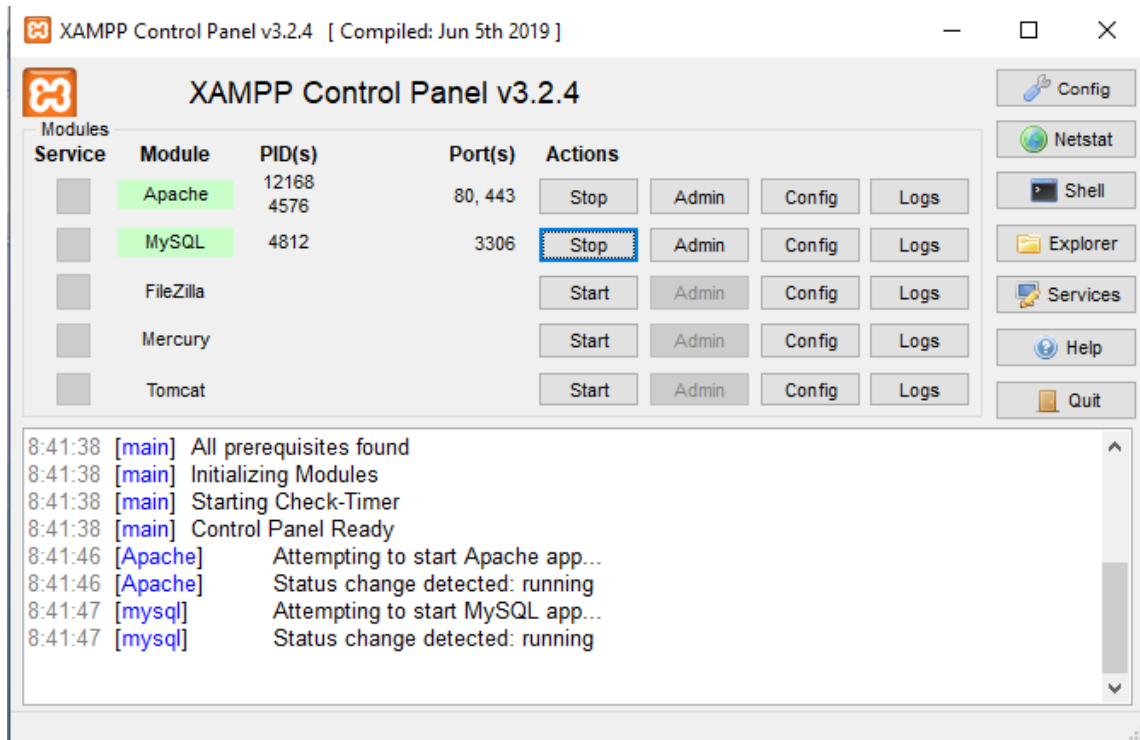 XAMPP Control Panel v3.2.4 [ Compiled: Jun 5th 2019 ]
XAMPP Control Panel v3.2.4
Config
Modules
Service Module PID(s) Port(s) Actions
Netstat
Apache 12168 4576 80, 443 Stop Admin Config Logs
Shell
MySQL 4812 3306 Stop Admin Config Logs
Explorer
FileZilla Start Admin Config Logs
Services
Mercury Start Admin Config Logs
Help
Tomcat Start Admin Config Logs
Quit
8:41:38 [main] All prerequisites found
8:41:38 [main] Initializing Modules
8:41:38 [main] Starting Check-Timer
8:41:38 [main] Control Panel Ready
8:41:46 [Apache] Attempting to start Apache app...
8:41:46 [Apache] Status change detected: running
8:41:47 [mysql] Attempting to start MySQL app...
8:41:47 [mysql] Status change detected: running